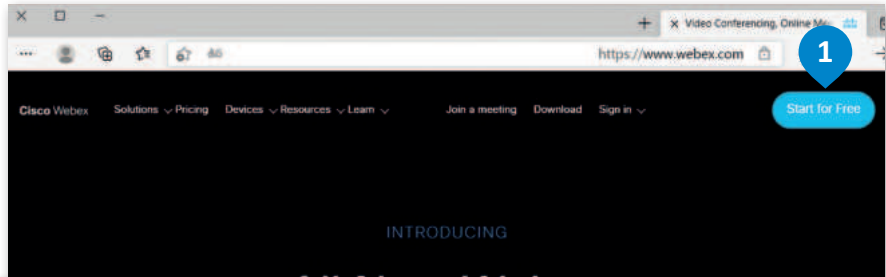 Video Conferencing, Online Me
https://www.webex.com
1
Cisco Webex Solutions Pricing Devices Resources Learn Join a meeting Download Sign in Start for Free
INTRODUCING